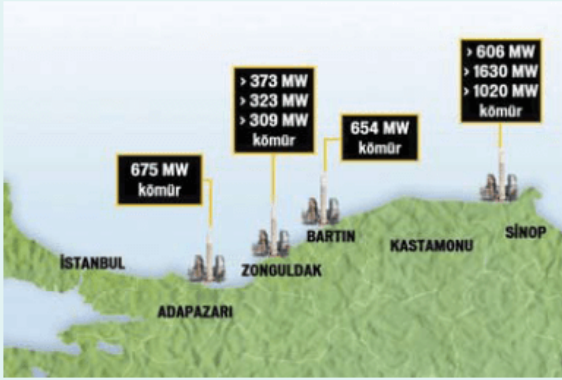 > 606 MW
> 1630 MW
> 1020 MW
kömür
> 373 MW
> 323 MW
> 309 MW
kömür
654 MW
kömür
675 MW
kömür
İSTANBUL
ADAPAZARI
ZONGULDAK
BARTIN
KASTAMONU
SİNOP